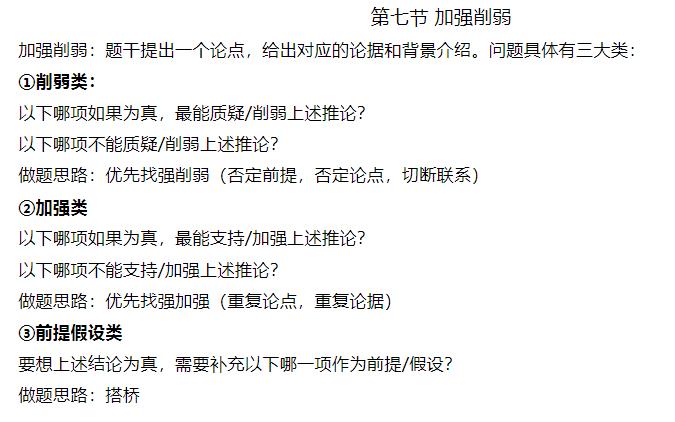 第七节 加强削弱
加强削弱：题干提出一个论点，给出对应的论据和背景介绍。问题具体有三大类：
①削弱类：
以下哪项如果为真，最能质疑/削弱上述推论？
以下哪项不能质疑/削弱上述推论？
做题思路：优先找强削弱（否定前提，否定论点，切断联系）
②加强类
以下哪项如果为真，最能支持/加强上述推论？
以下哪项不能支持/加强上述推论？
做题思路：优先找强加强（重复论点，重复论据）
③前提假设类
要想上述结论为真，需要补充以下哪一项作为前提/假设？
做题思路：搭桥